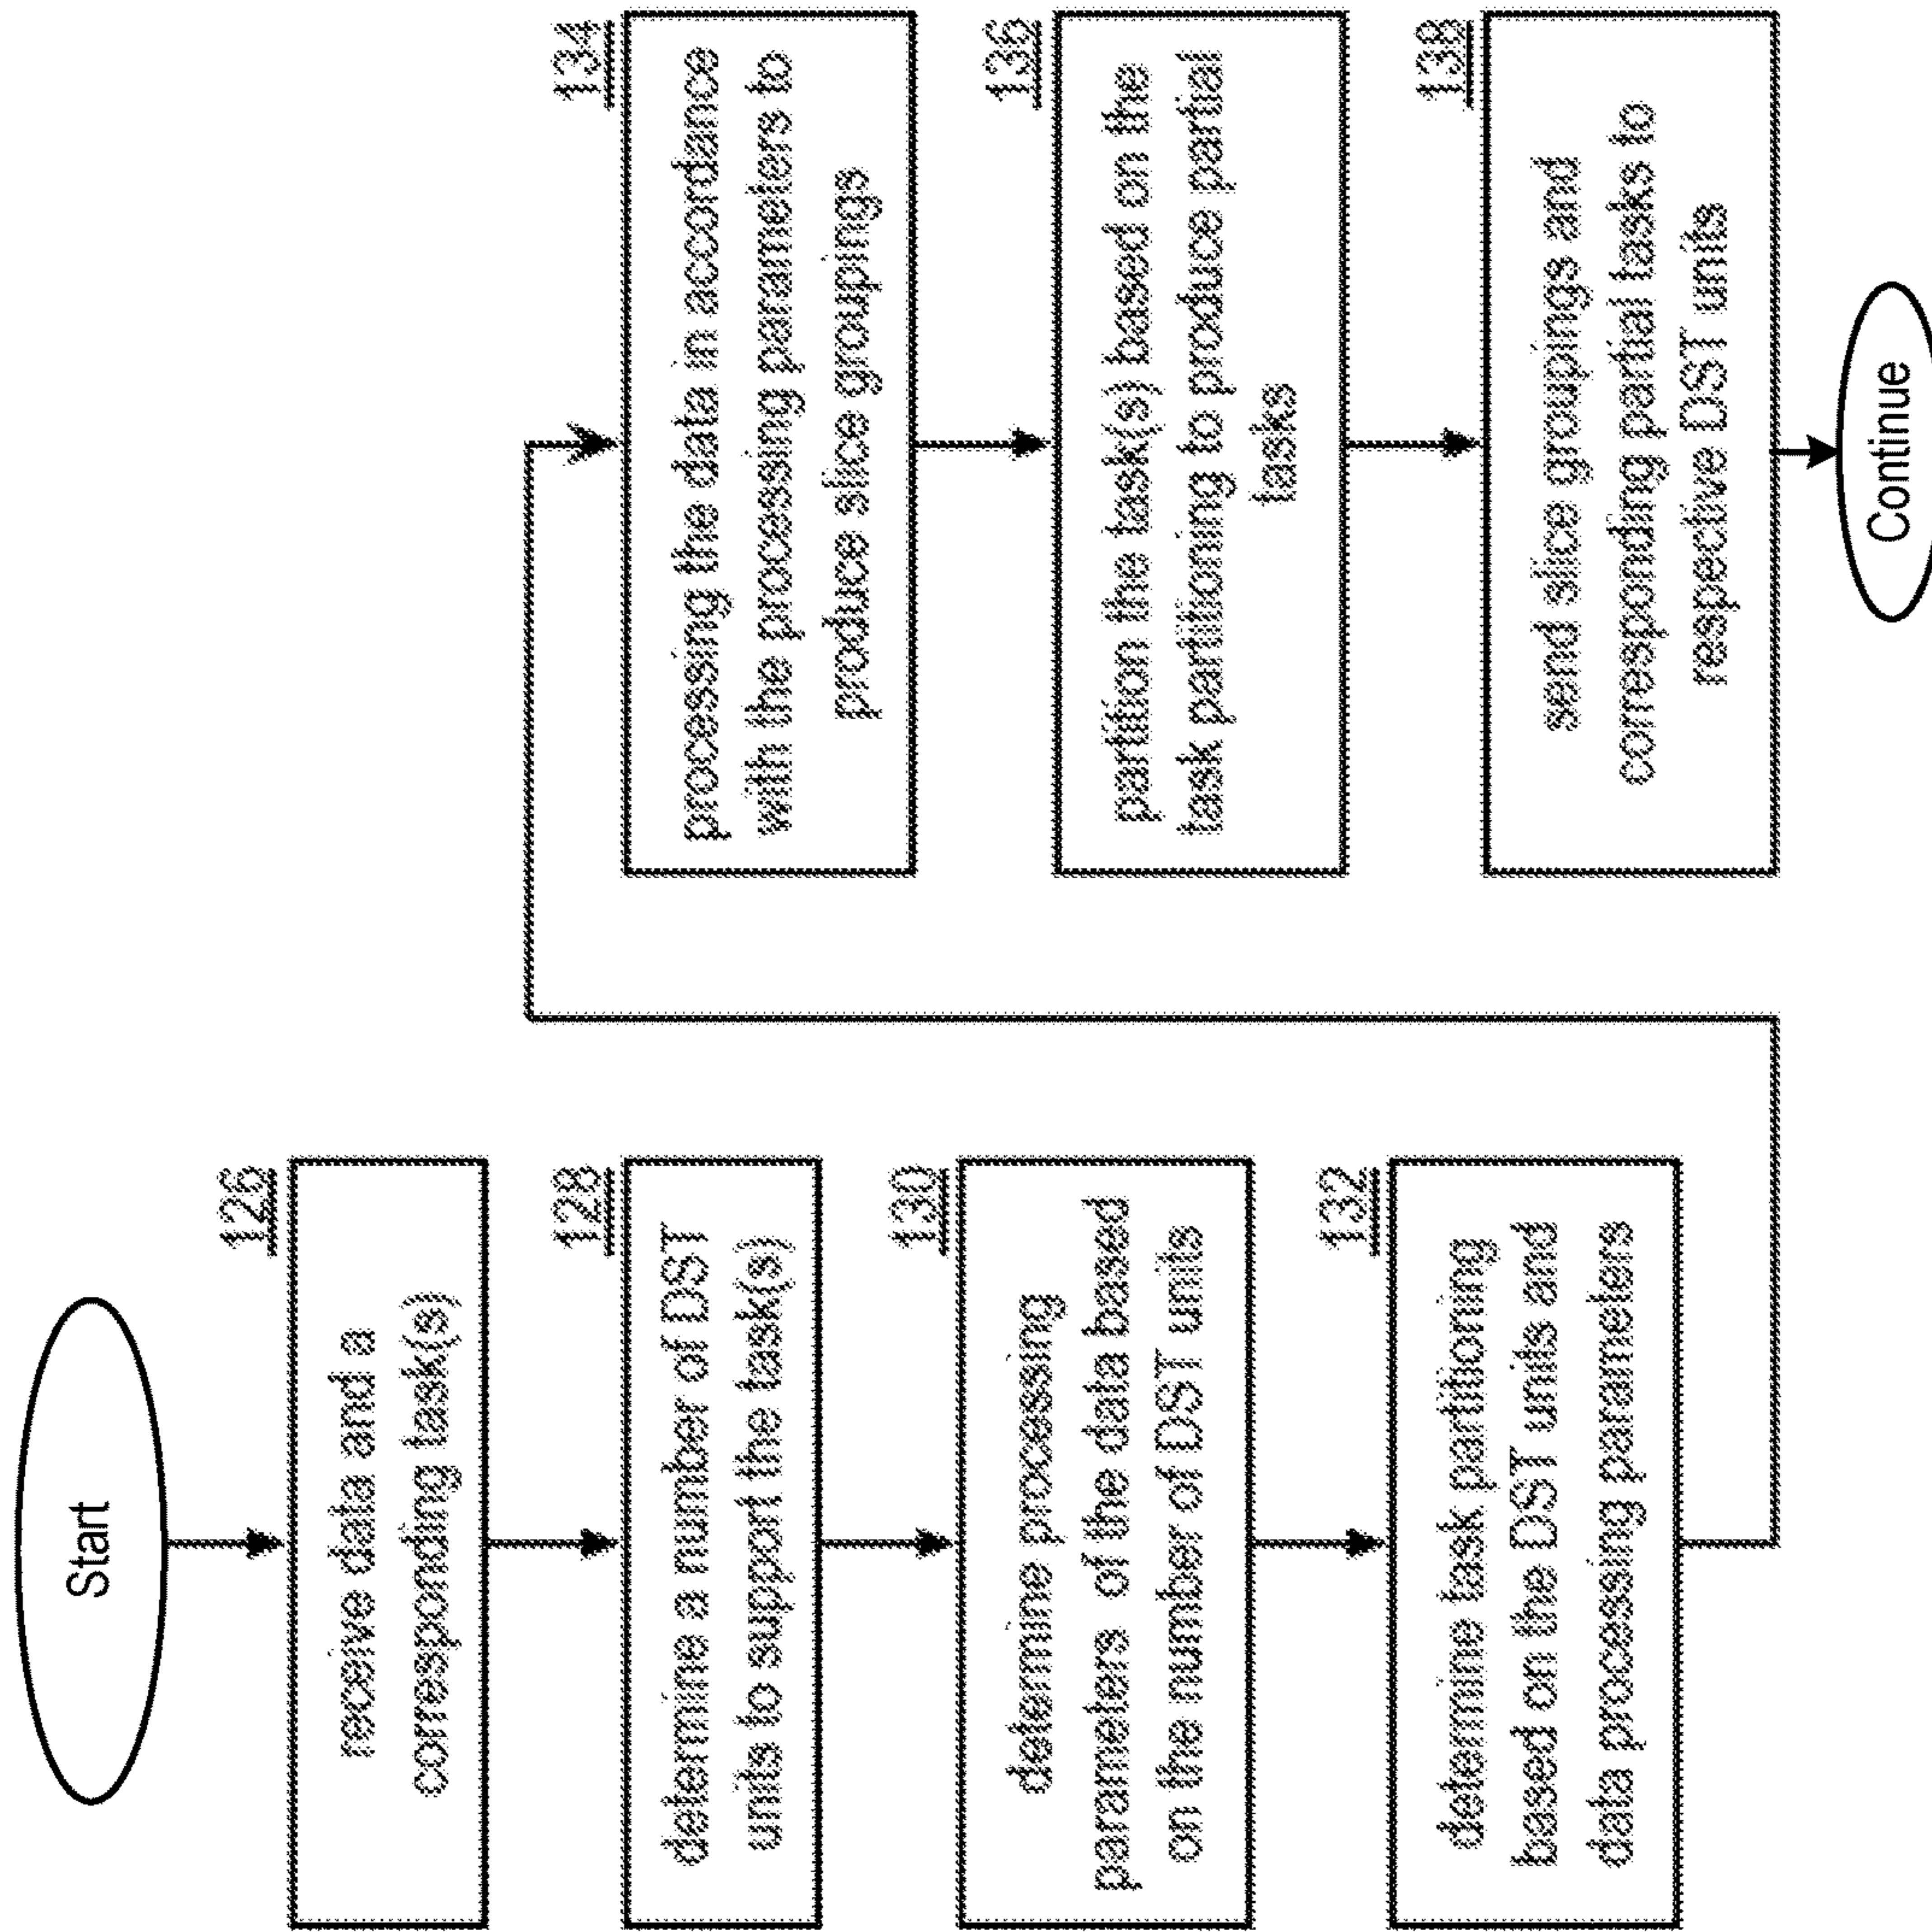 Start
126
receive data and a
corresponding task(s)
128
determine a number of DST
units to support the task(s)
130
determine processing
parameters of the data based
on the number of DST units
132
determine task partitioning
based on the DST units and
data processing parameters
134
processing the data in accordance
with the processing parameters to
produce slice groupings
136
partition the task(s) based on the
task partitioning to produce partial
tasks
138
send slice groupings and
corresponding partial tasks to
respective DST units
Continue